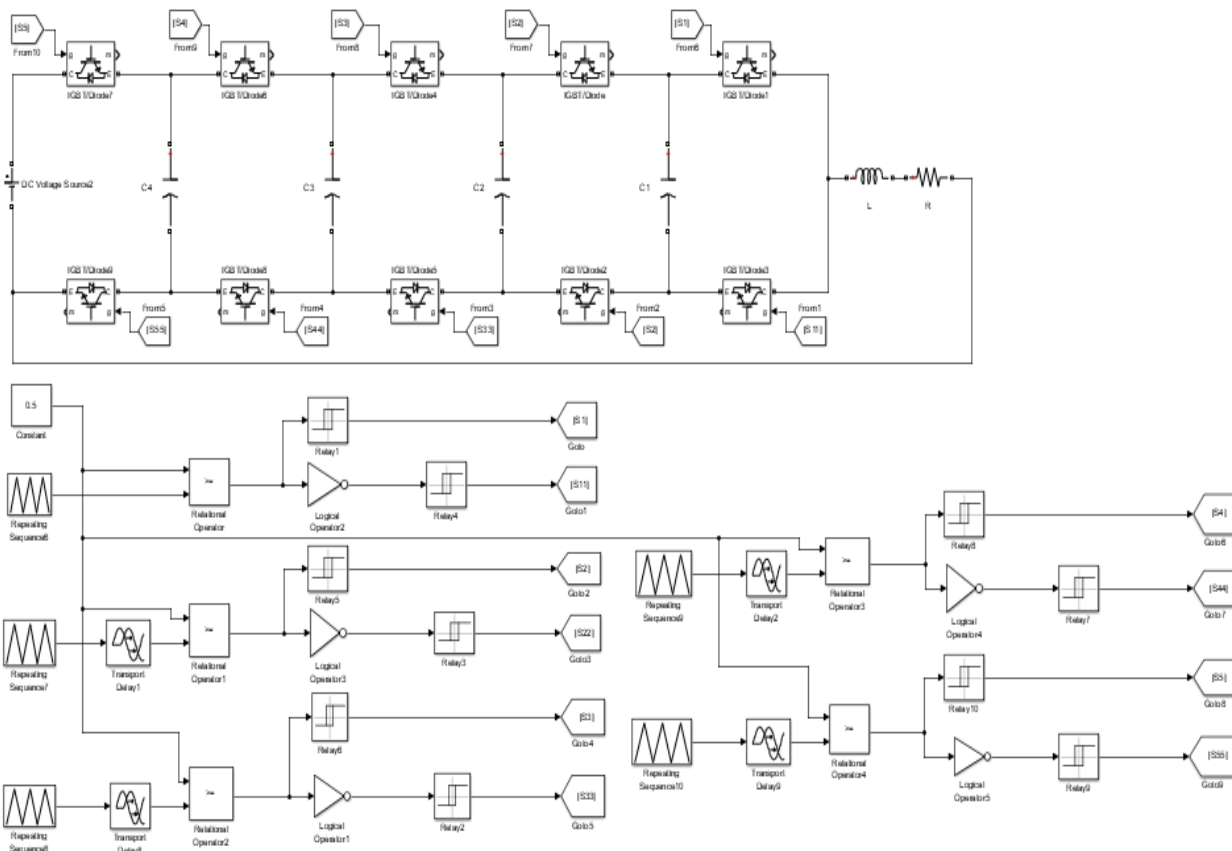 [S5]
[S4]
[S3]
[S2]
[S1]
From10
From9
From8
From7
From6
g m
g m
g m
g m
g m
C E
C E
C E
C E
C E
IGBT/Diode7
IGBT/Diode6
IGBT/Diode4
IGBT/Diode
IGBT/Diode1
DC Voltage Source2
C4
C3
C2
C1
L
R
IGBT/Diode9
IGBT/Diode8
IGBT/Diode5
IGBT/Diode2
IGBT/Diode3
E C
E C
E C
E C
E C
m g
m g
m g
m g
m g
From5
From4
From3
From2
From1
[S55]
[S44]
[S33]
[S2]
[S11]
0.5
Constant
Repeating
Sequence6
>=
Relational
Operator
Relay1
Logical
Operator2
Relay4
[S1]
Goto
[S11]
Goto1
Repeating
Sequence7
Transport
Delay1
>=
Relational
Operator1
Relay5
Logical
Operator3
Relay3
[S2]
Goto2
[S22]
Goto3
Repeating
Transport
>=
Relational
Operator2
Relay6
Logical
Operator1
Relay2
[S3]
Goto4
[S33]
Goto5
Repeating
Sequence9
Transport
Delay2
>=
Relational
Operator3
Relay8
Logical
Operator4
Relay7
[S4]
Goto6
[S44]
Goto7
Repeating
Sequence10
Transport
Delay9
>=
Relational
Operator4
Relay10
Logical
Operator5
Relay9
[S5]
Goto8
[S55]
Goto9